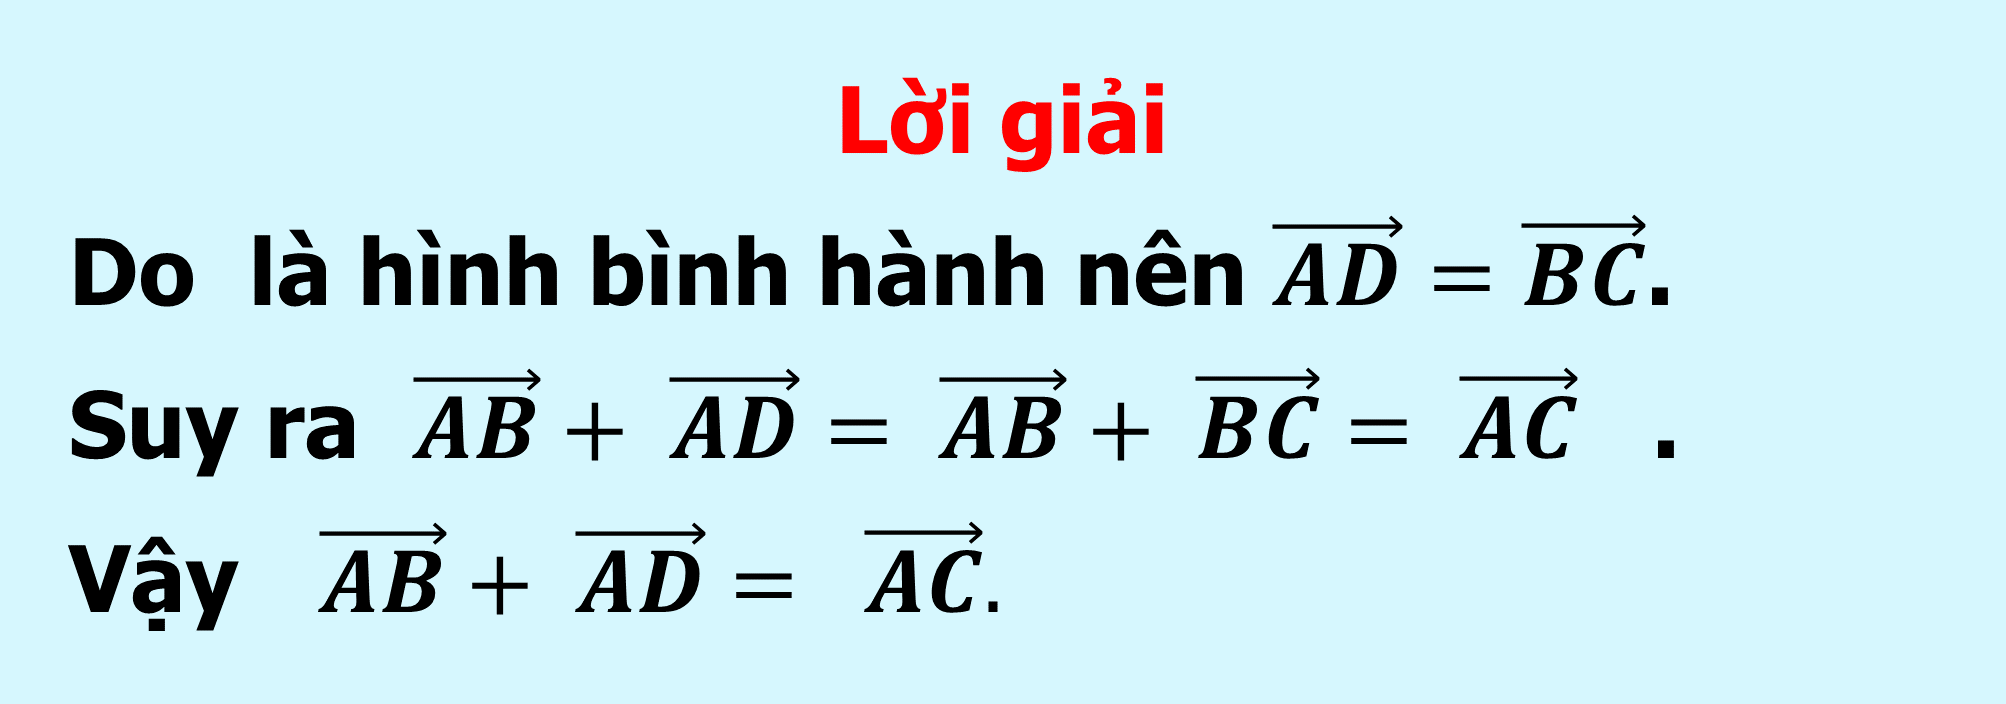 Lời giải
Do là hình bình hành nên $\overrightarrow{AD} = \overrightarrow{BC}$.
Suy ra $\overrightarrow{AB} + \overrightarrow{AD} = \overrightarrow{AB} + \overrightarrow{BC} = \overrightarrow{AC}$ .
Vậy $\overrightarrow{AB} + \overrightarrow{AD} = \overrightarrow{AC}$.